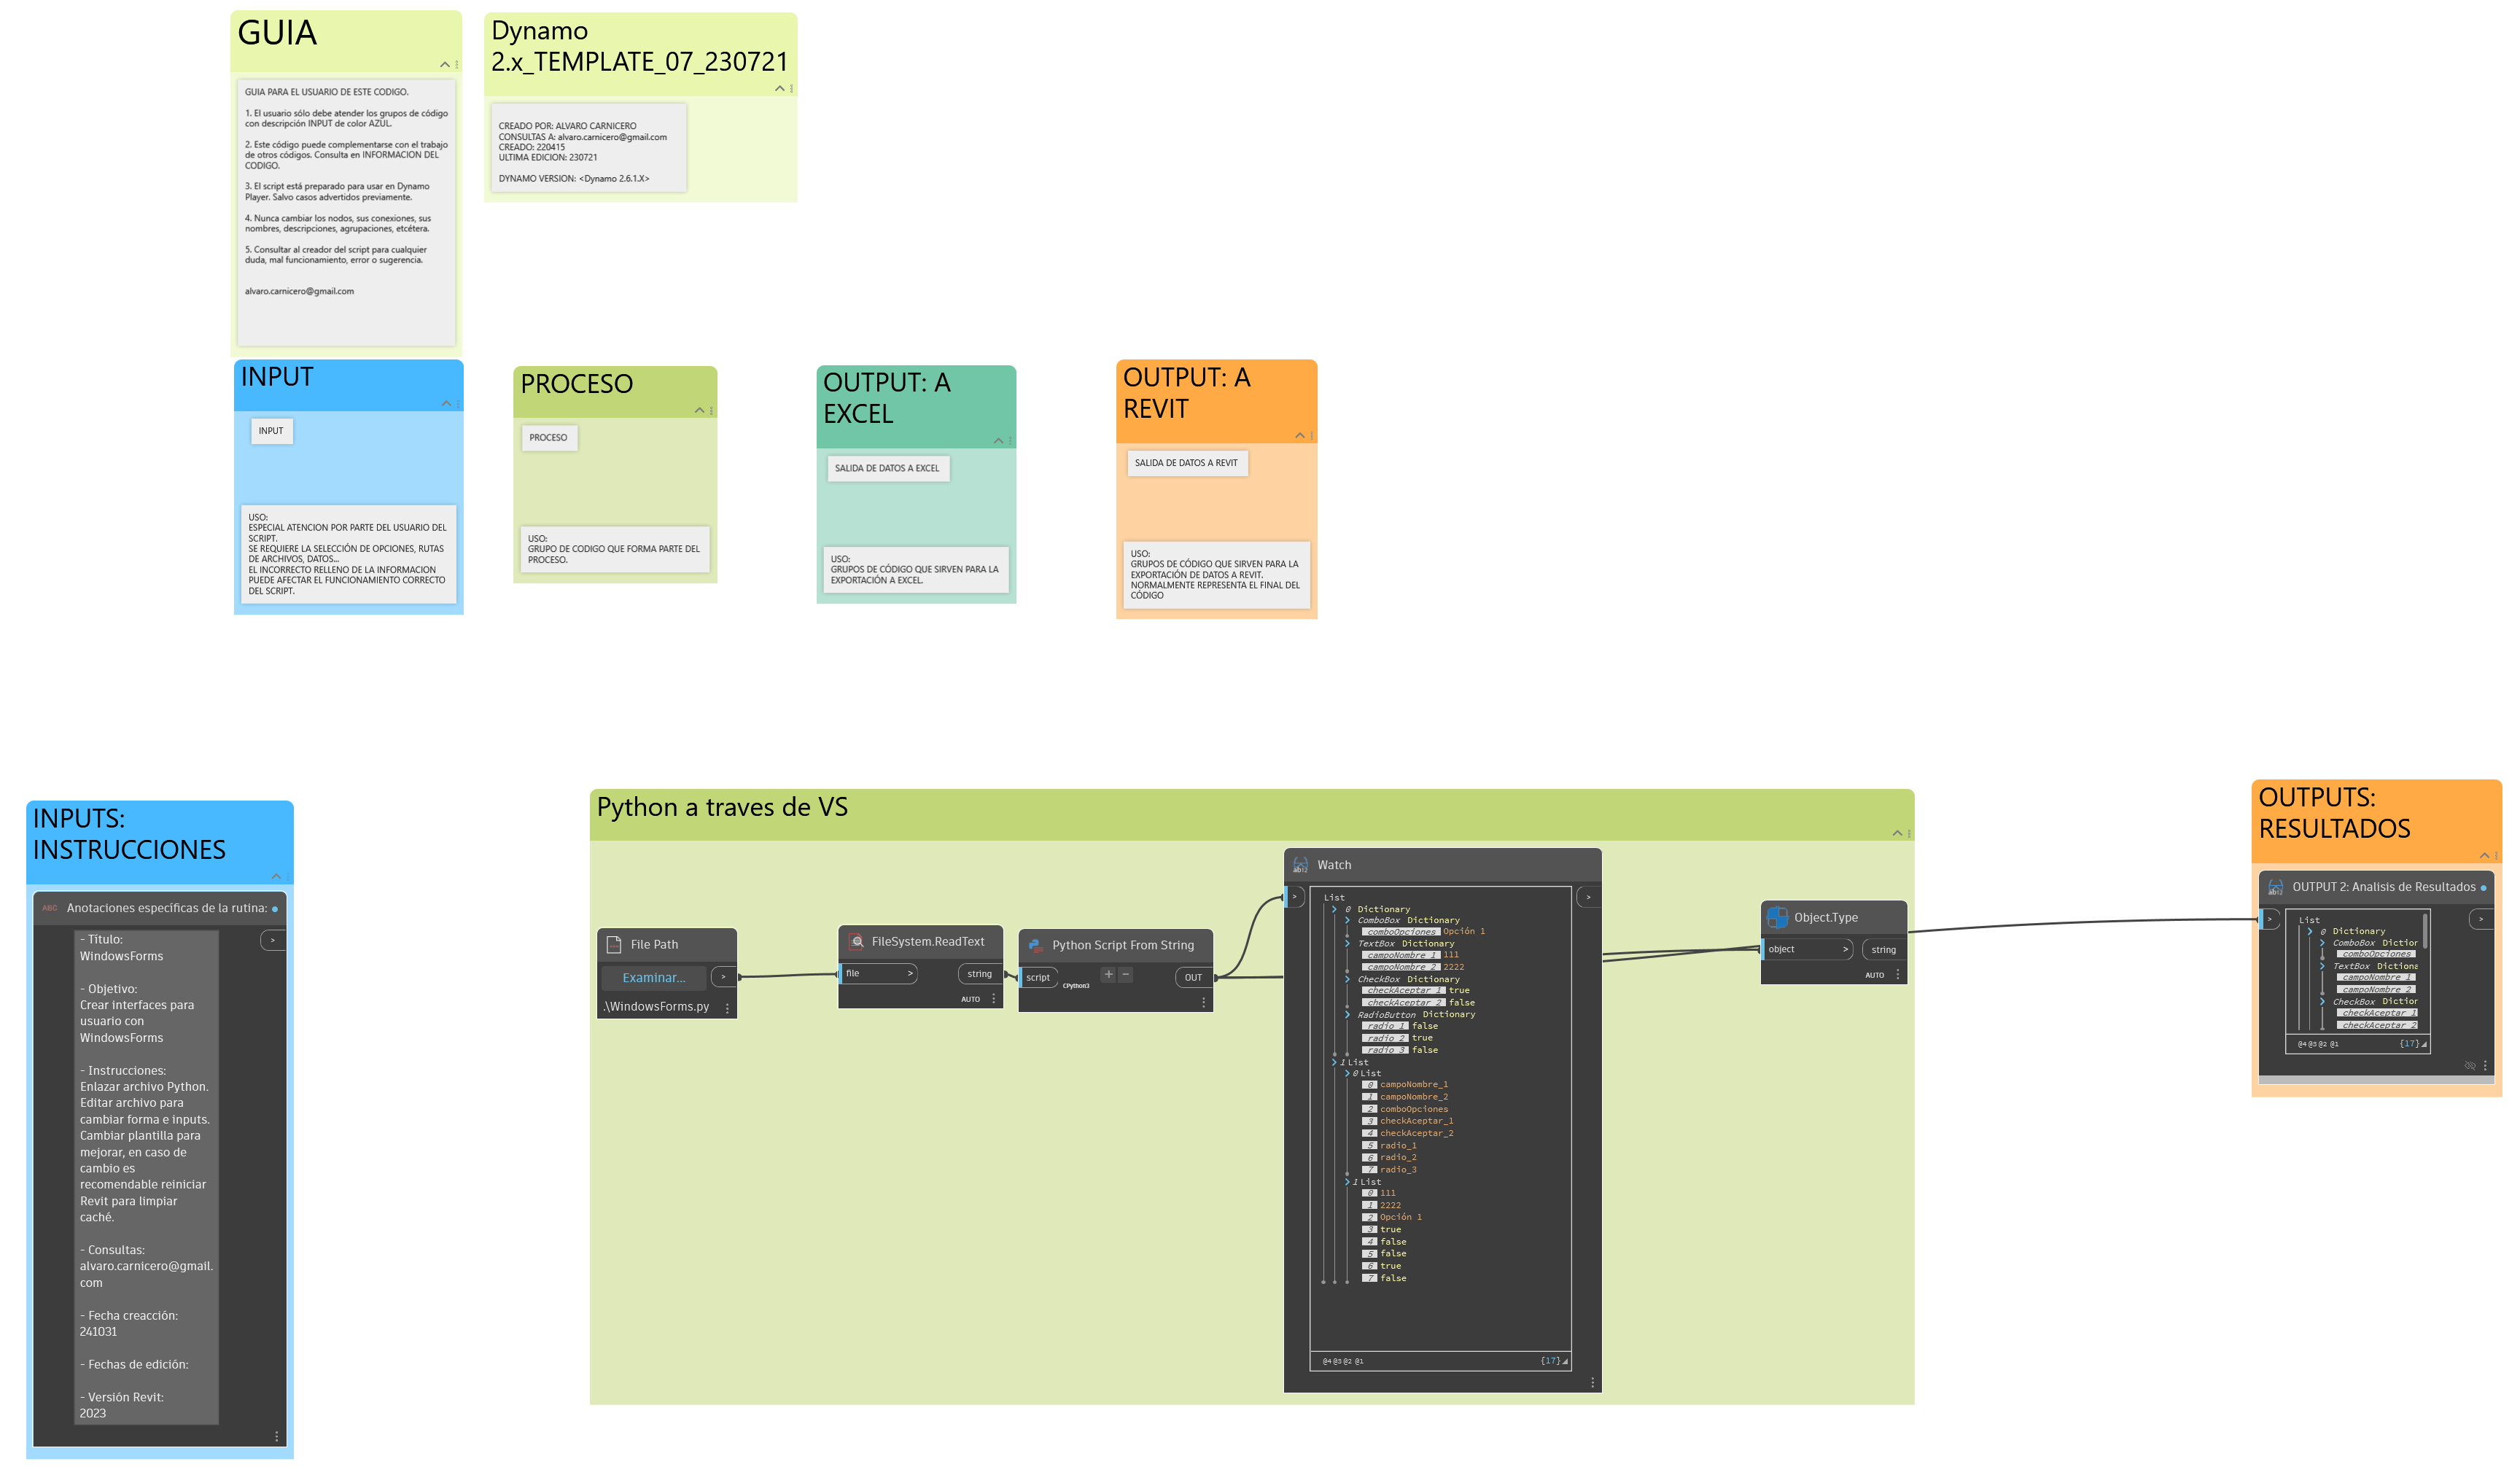 GUIA
GUIA PARA EL USUARIO DE ESTE CODIGO.
1. El usuario sólo debe atender los grupos de código
con descripción INPUT de color AZUL.
2. Este código puede complementarse con el trabajo
de otros códigos. Consulta en INFORMACION DEL
CODIGO.
3. El script está preparado para usar en Dynamo
Player. Salvo casos advertidos previamente.
4. Nunca cambiar los nodos, sus conexiones, sus
nombres, descripciones, agrupaciones, etcétera.
5. Consultar al creador del script para cualquier
duda, mal funcionamiento, error o sugerencia.
alvaro.carnicero@gmail.com
Dynamo
2.x_TEMPLATE_07_230721
CREADO POR: ALVARO CARNICERO
CONSULTAS A: alvaro.carnicero@gmail.com
CREADO: 220415
ULTIMA EDICION: 230721
DYNAMO VERSION: <Dynamo 2.6.1.X>
INPUT
INPUT
USO:
ESPECIAL ATENCION POR PARTE DEL USUARIO DEL
SCRIPT.
SE REQUIERE LA SELECCIÓN DE OPCIONES, RUTAS
DE ARCHIVOS, DATOS...
EL INCORRECTO RELLENO DE LA INFORMACION
PUEDE AFECTAR EL FUNCIONAMIENTO CORRECTO
DEL SCRIPT.
PROCESO
PROCESO
USO:
GRUPO DE CODIGO QUE FORMA PARTE DEL
PROCESO.
OUTPUT: A
EXCEL
SALIDA DE DATOS A EXCEL
USO:
GRUPOS DE CÓDIGO QUE SIRVEN PARA LA
EXPORTACIÓN A EXCEL.
OUTPUT: A
REVIT
SALIDA DE DATOS A REVIT
USO:
GRUPOS DE CÓDIGO QUE SIRVEN PARA LA
EXPORTACIÓN DE DATOS A REVIT.
NORMALMENTE REPRESENTA EL FINAL DEL
CÓDIGO
INPUTS:
INSTRUCCIONES
ABC Anotaciones específicas de la rutina:
>
- Título:
WindowsForms
- Objetivo:
Crear interfaces para
usuario con
WindowsForms
- Instrucciones:
Enlazar archivo Python.
Editar archivo para
cambiar forma e inputs.
Cambiar plantilla para
mejorar, en caso de
cambio es
recomendable reiniciar
Revit para limpiar
caché.
- Consultas:
alvaro.carnicero@gmail.
com
- Fecha creacción:
241031
- Fechas de edición:
- Versión Revit:
2023
Python a traves de VS
File Path
Examinar... >
.\WindowsForms.py
FileSystem.ReadText
file > string
AUTO
Python Script From String
script + − OUT
CPython3
Watch
> >
List
0 Dictionary
ComboBox Dictionary
comboOpciones Opción 1
TextBox Dictionary
campoNombre_1 111
campoNombre_2 2222
CheckBox Dictionary
checkAceptar_1 true
checkAceptar_2 false
RadioButton Dictionary
radio_1 false
radio_2 true
radio_3 false
1 List
0 List
0 campoNombre_1
1 campoNombre_2
2 comboOpciones
3 checkAceptar_1
4 checkAceptar_2
5 radio_1
6 radio_2
7 radio_3
1 List
0 111
1 2222
2 Opción 1
3 true
4 false
5 false
6 true
7 false
@4 @3 @2 @1 {17}
Object.Type
object > string
AUTO
OUTPUTS:
RESULTADOS
OUTPUT 2: Analisis de Resultados
> >
List
0 Dictionary
ComboBox Diction
comboOpciones
TextBox Dictiona
campoNombre_1
campoNombre_2
CheckBox Diction
checkAceptar_1
checkAceptar_2
@4 @3 @2 @1 {17}